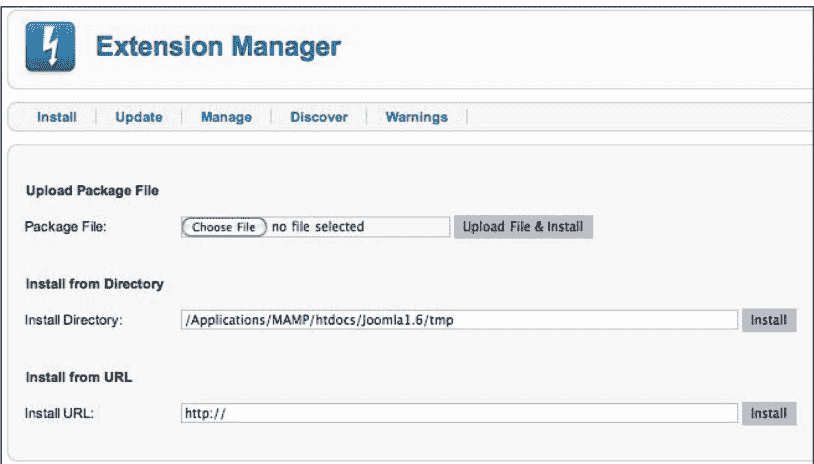 Extension Manager
Install Update Manage Discover Warnings
Upload Package File
Package File: Choose File no file selected Upload File & Install
Install from Directory
Install Directory: /Applications/MAMP/htdocs/Joomla1.6/tmp Install
Install from URL
Install URL: http:// Install